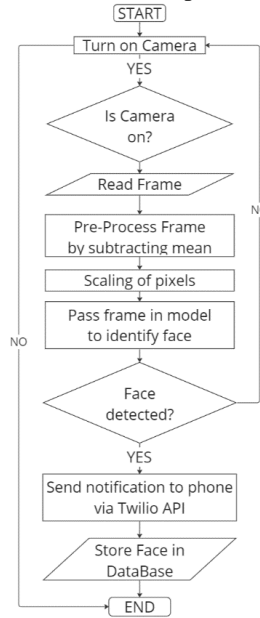 START
Turn on Camera
YES
Is Camera
on?
Read Frame
N
Pre-Process Frame
by subtracting mean
Scaling of pixels
Pass frame in model
to identify face
NO
Face
detected?
YES
Send notification to phone
via Twilio API
Store Face in
DataBase
END